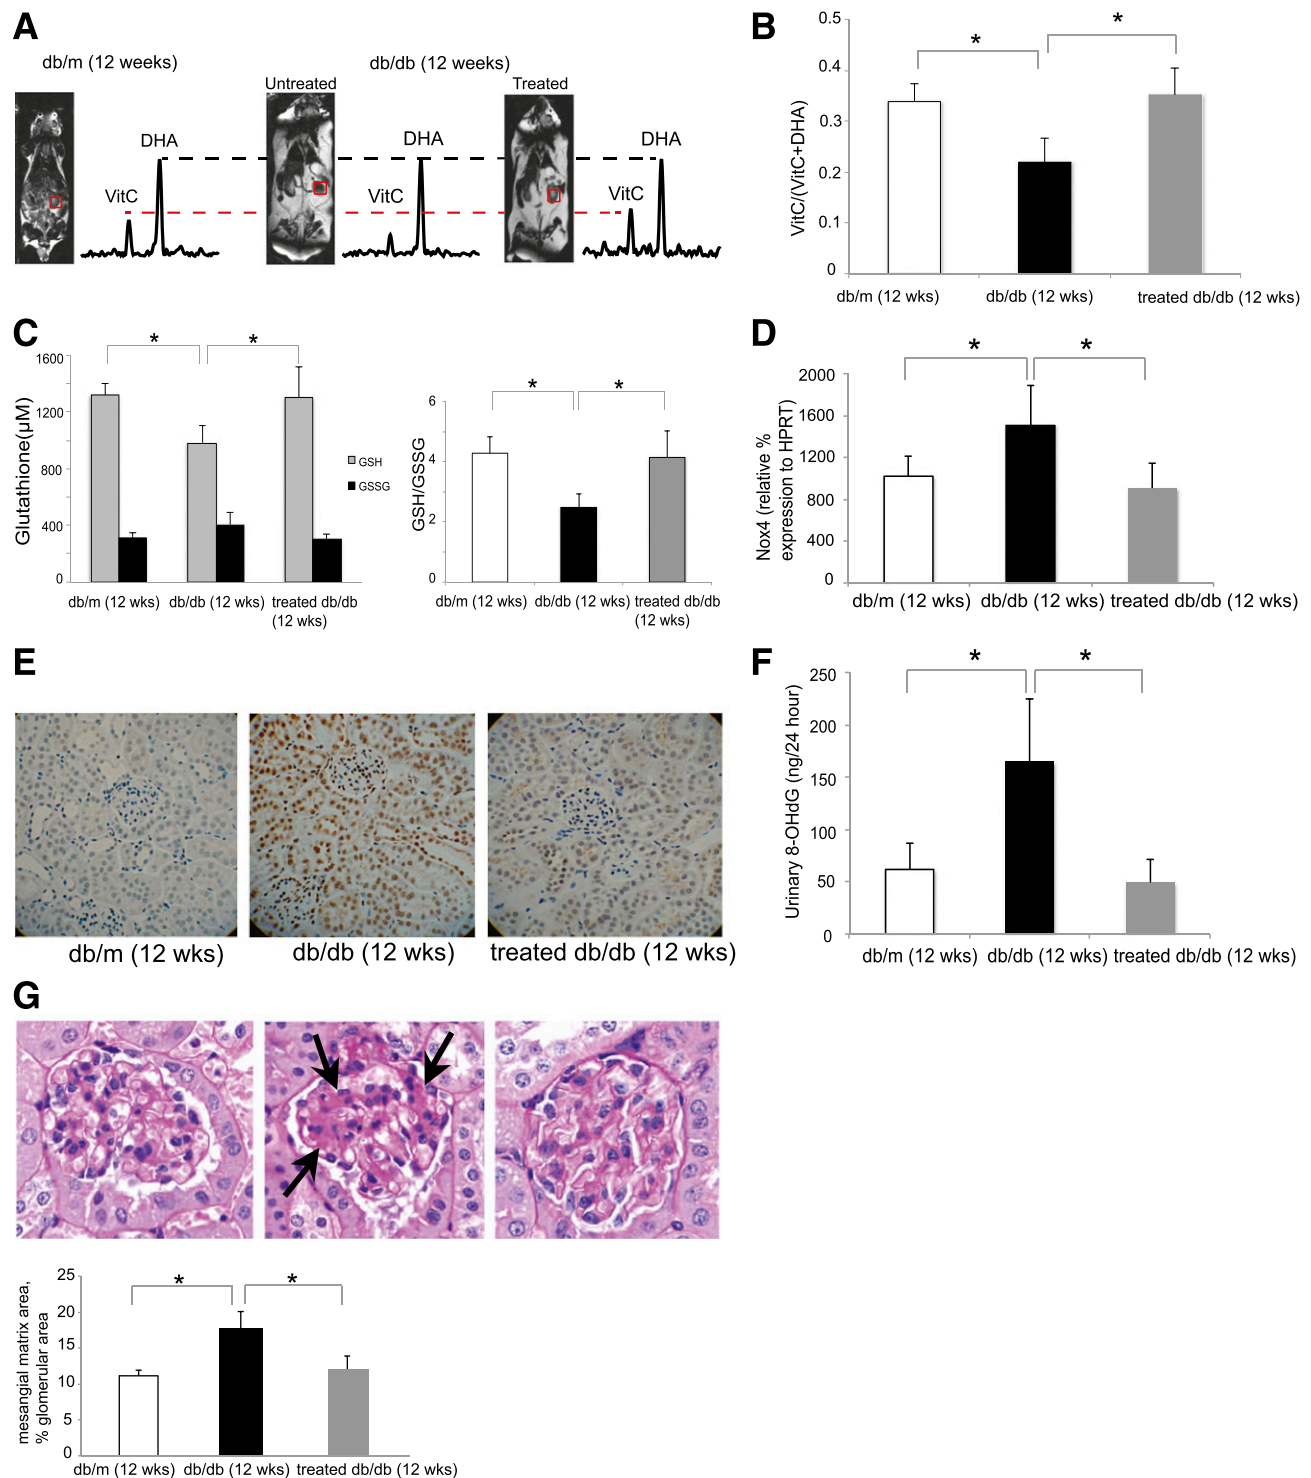 A
db/m (12 weeks)
db/db (12 weeks)
Untreated
Treated
DHA
DHA
DHA
VitC
VitC
VitC
B
*
*
0.5
0.4
0.3
0.2
0.1
0
VitC/(VitC+DHA)
db/m (12 wks)
db/db (12 wks)
treated db/db (12 wks)
C
*
*
1600
1200
800
400
0
Glutathione(µM)
GSH
GSSG
db/m (12 wks)
db/db (12 wks)
treated db/db
(12 wks)
*
*
6
4
2
0
GSH/GSSG
db/m (12 wks)
db/db (12 wks)
treated db/db
(12 wks)
D
*
*
2000
1600
1200
800
400
0
Nox4 (relative %
expression to HPRT)
db/m (12 wks)
db/db (12 wks)
treated db/db (12 wks)
E
db/m (12 wks)
db/db (12 wks)
treated db/db (12 wks)
F
*
*
250
200
150
100
50
0
Urinary 8-OHdG (ng/24 hour)
db/m (12 wks)
db/db (12 wks)
treated db/db (12 wks)
G
*
*
25
20
15
10
5
0
mesangial matrix area,
% glomerular area
db/m (12 wks)
db/db (12 wks)
treated db/db (12 wks)